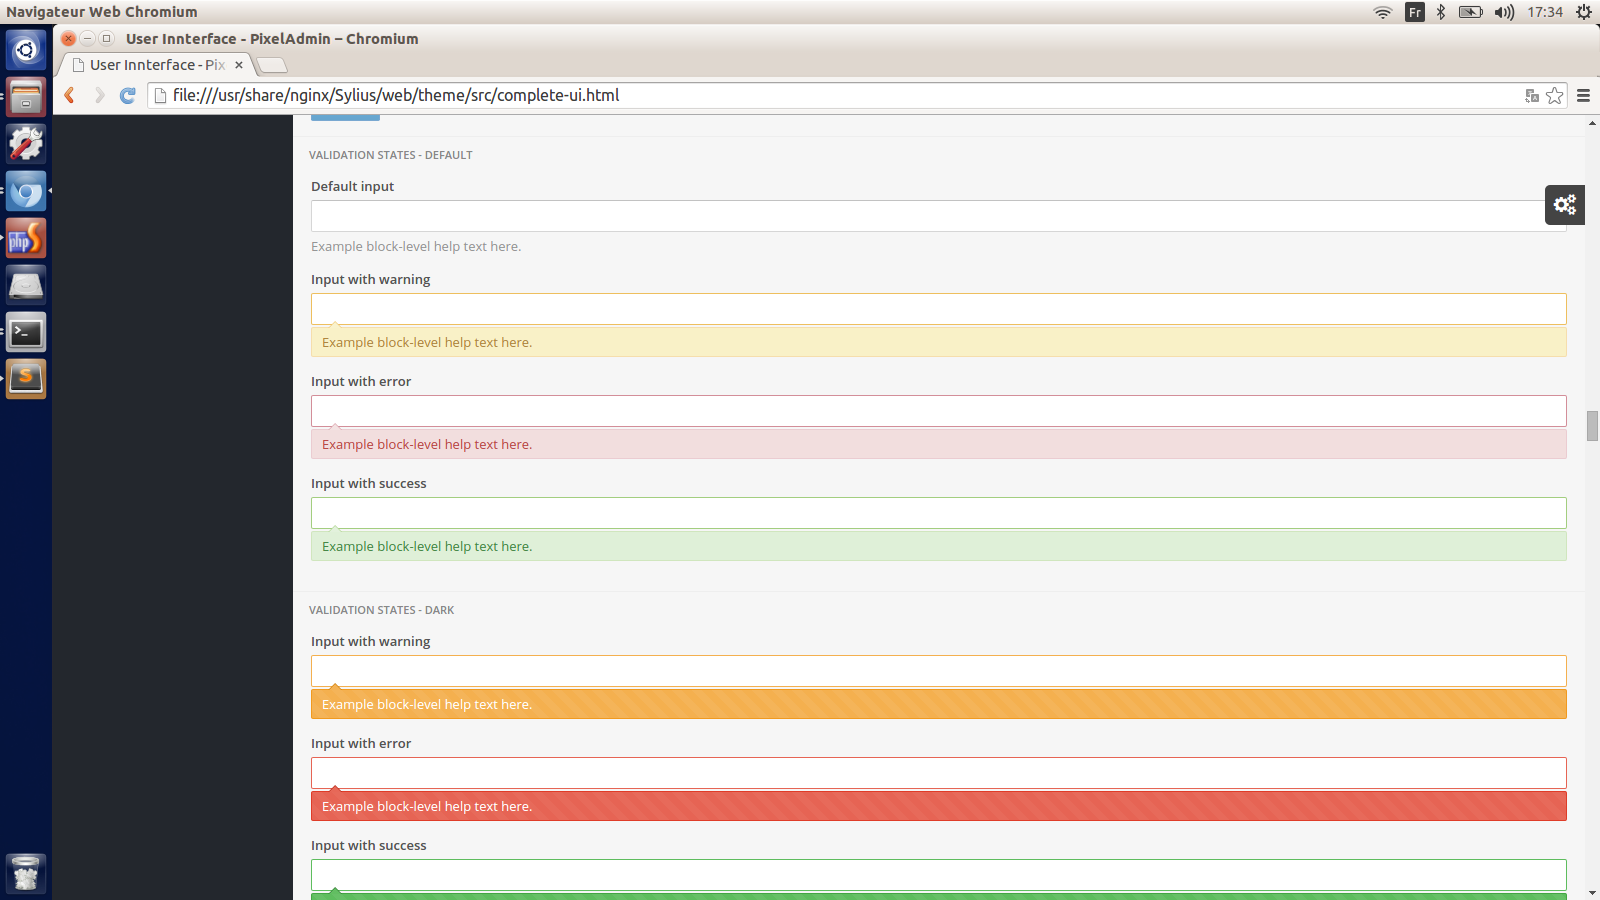 Navigateur Web Chromium
Fr
17:34
User Innterface - PixelAdmin – Chromium
User Innterface - Pix
file:///usr/share/nginx/Sylius/web/theme/src/complete-ui.html
php
S
VALIDATION STATES - DEFAULT
Default input
Example block-level help text here.
Input with warning
Example block-level help text here.
Input with error
Example block-level help text here.
Input with success
Example block-level help text here.
VALIDATION STATES - DARK
Input with warning
Example block-level help text here.
Input with error
Example block-level help text here.
Input with success